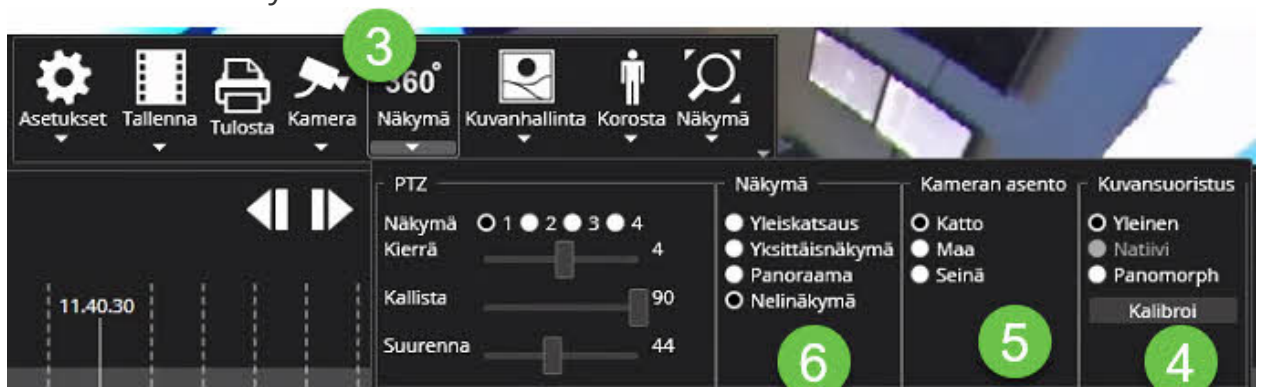 3
360°
Asetukset Tallenna Tulosta Kamera Näkymä Kuvanhallinta Korosta Näkymä
PTZ
Näkymä 1 2 3 4
Kierrä 4
Kallista 90
Suurenna 44
Näkymä
Yleiskatsaus
Yksittäisnäkymä
Panoraama
Nelinäkymä
6
Kameran asento
Katto
Maa
Seinä
5
Kuvansuoristus
Yleinen
Natiivi
Panomorph
Kalibroi
4
11.40.30